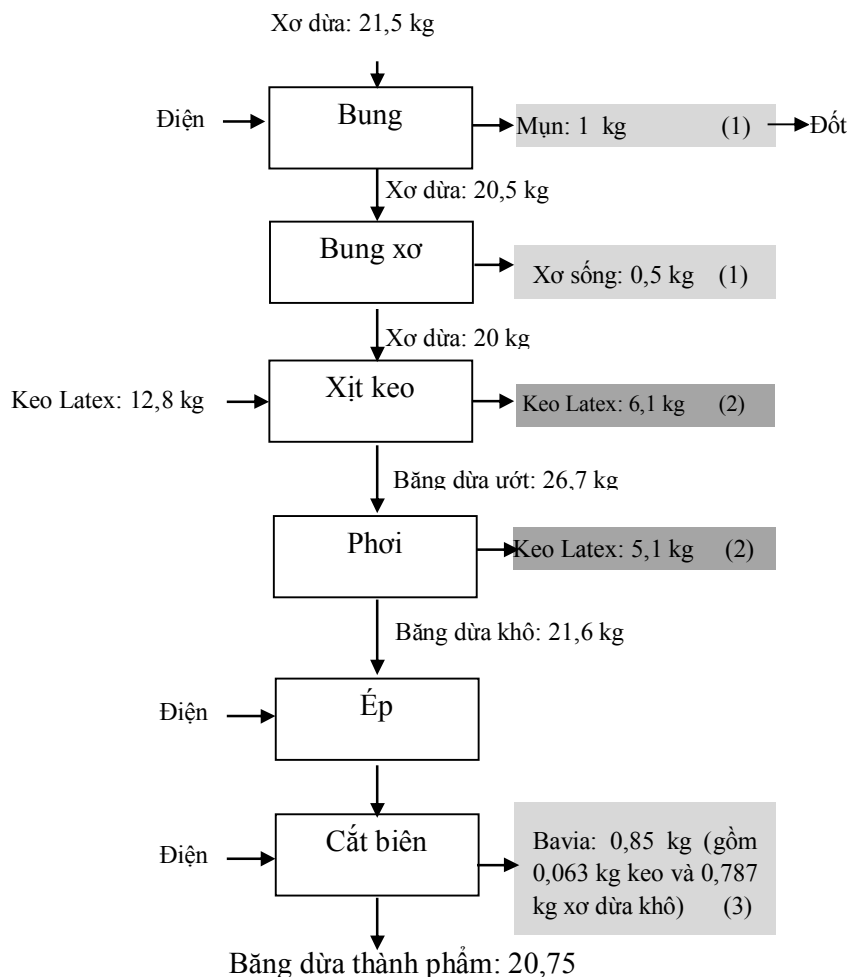 Xơ dừa: 21,5 kg
Điện
Bung
Mụn: 1 kg (1)
Đốt
Xơ dừa: 20,5 kg
Bung xơ
Xơ sống: 0,5 kg (1)
Xơ dừa: 20 kg
Keo Latex: 12,8 kg
Xịt keo
Keo Latex: 6,1 kg (2)
Băng dừa ướt: 26,7 kg
Phơi
Keo Latex: 5,1 kg (2)
Băng dừa khô: 21,6 kg
Điện
Ép
Điện
Cắt biên
Bavia: 0,85 kg (gồm
0,063 kg keo và 0,787
kg xơ dừa khô) (3)
Băng dừa thành phẩm: 20,75